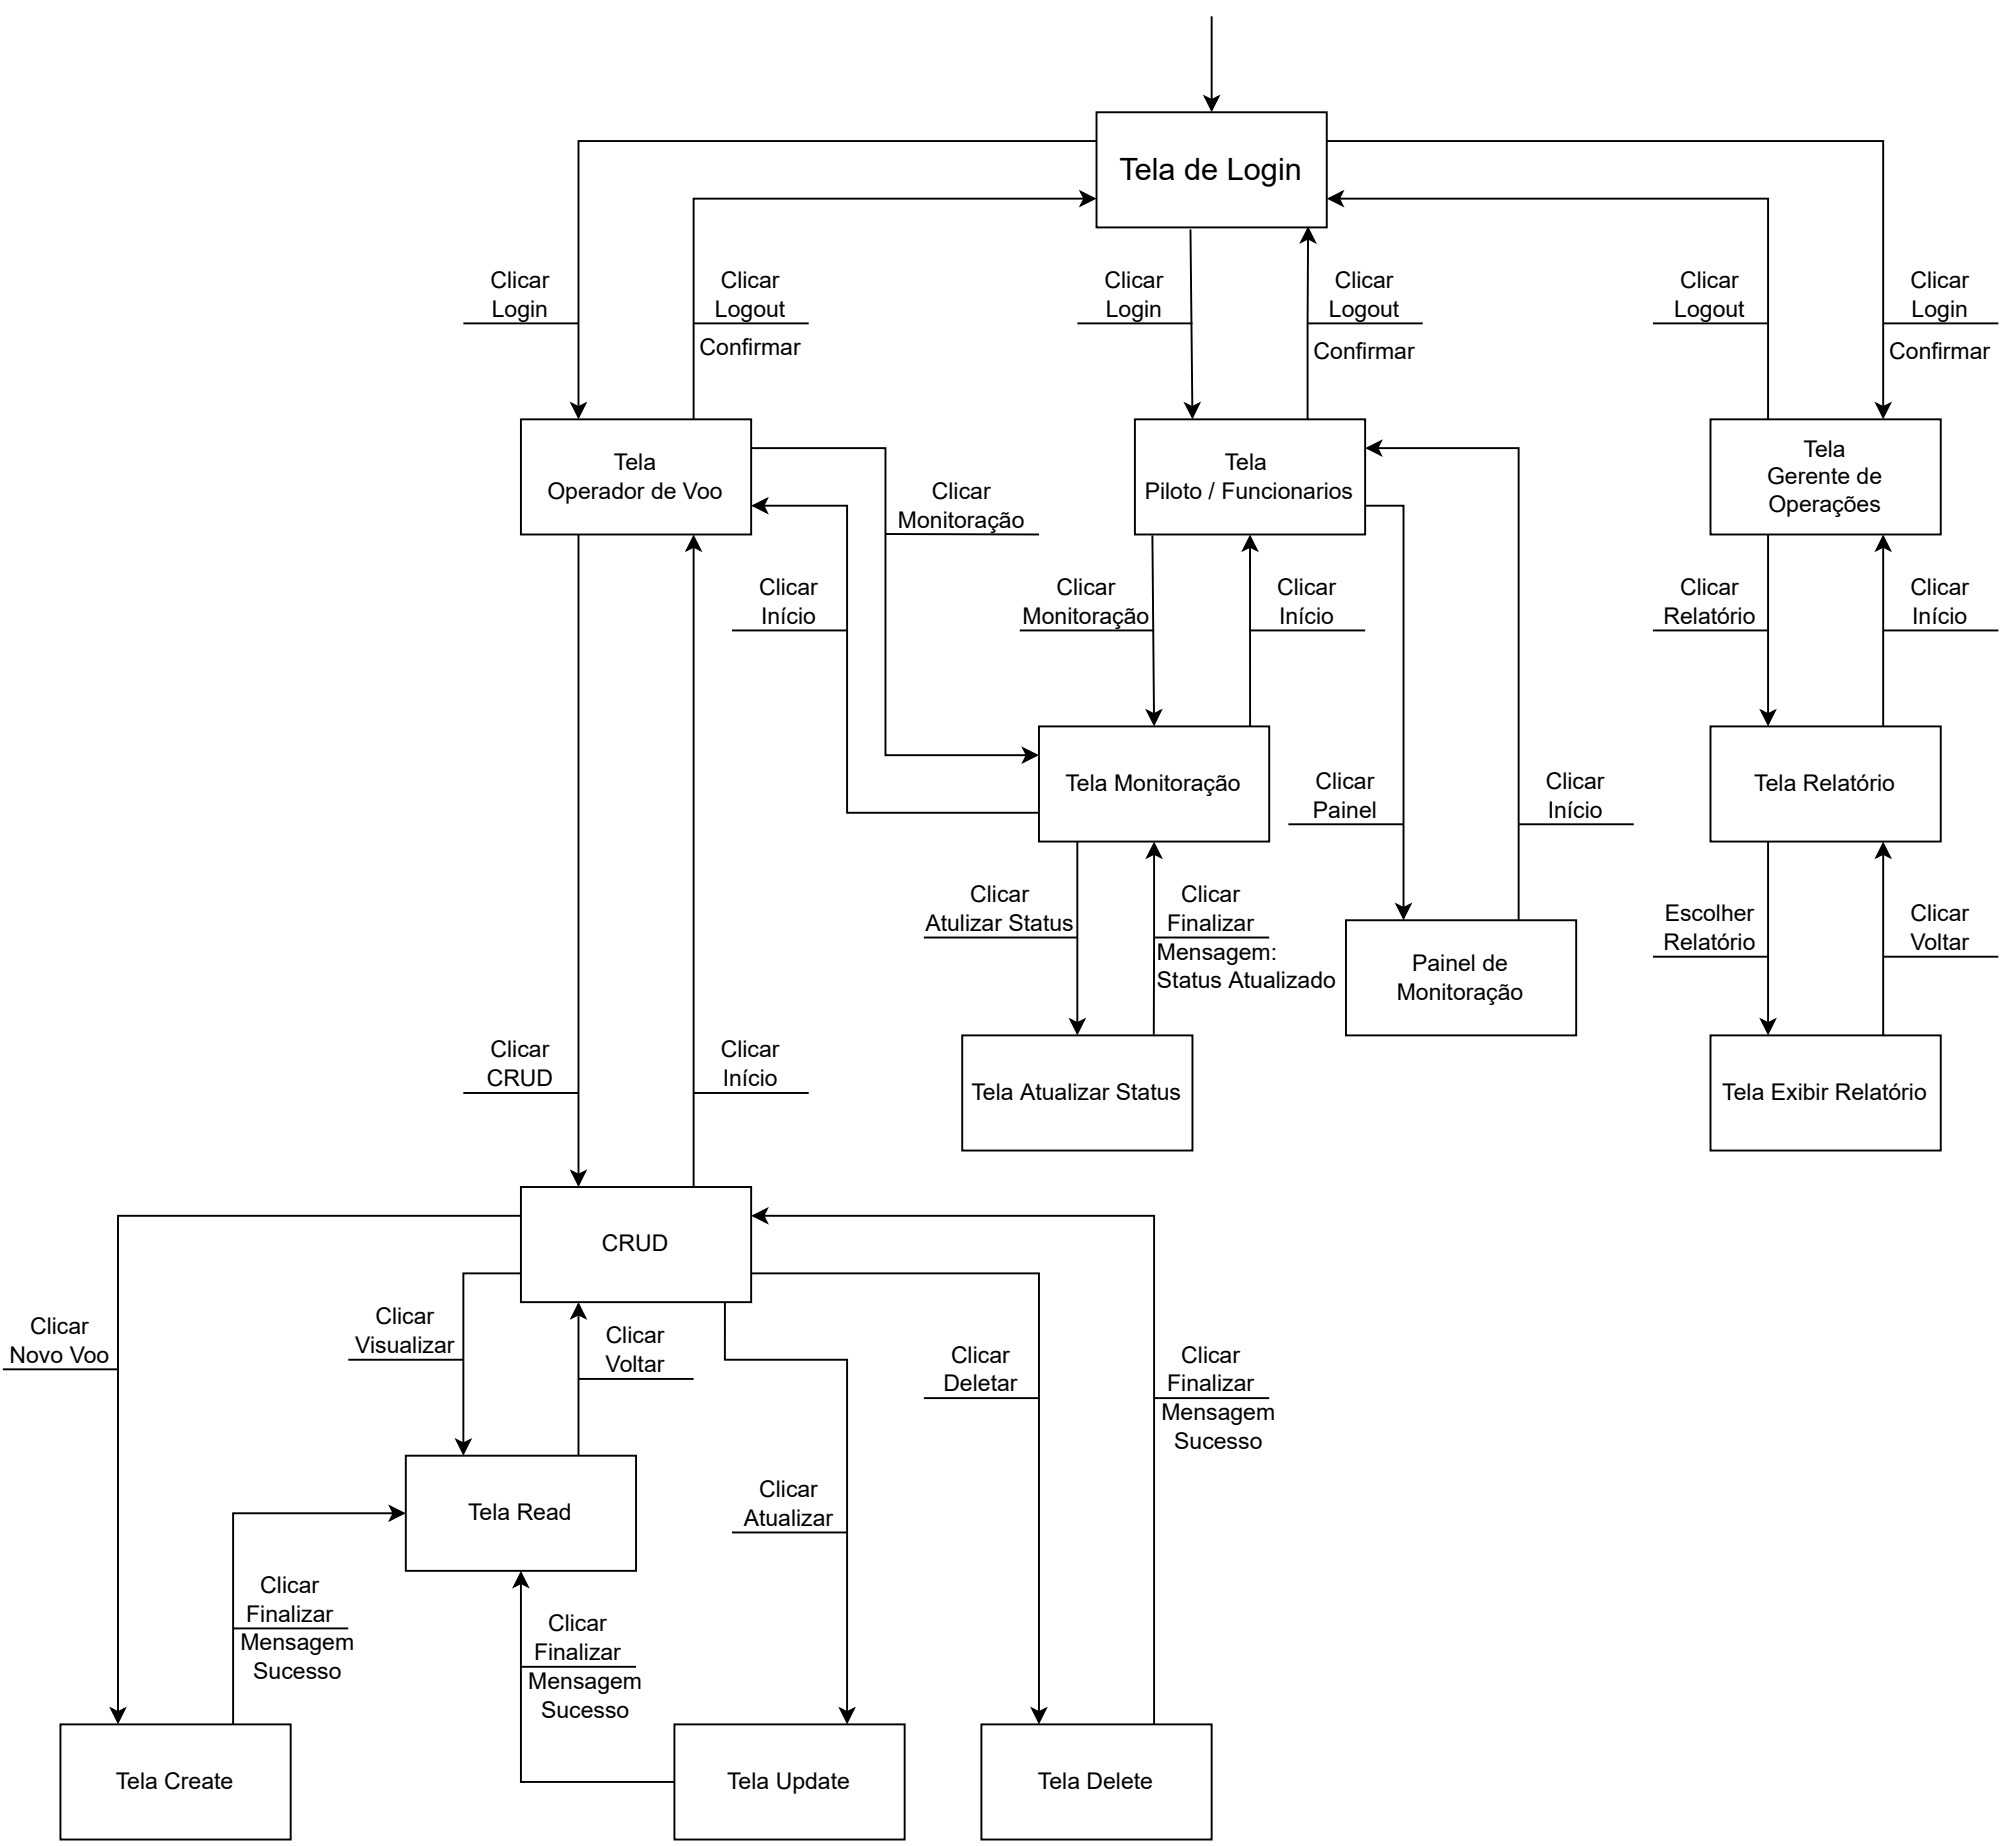 Tela de Login
Clicar
Login
Clicar
Logout
Confirmar
Clicar
Login
Clicar
Logout
Confirmar
Clicar
Logout
Clicar
Login
Confirmar
Tela
Operador de Voo
Tela
Piloto / Funcionarios
Tela
Gerente de
Operações
Clicar
Monitoração
Clicar
Início
Clicar
Monitoração
Clicar
Início
Clicar
Relatório
Clicar
Início
Tela Monitoração
Clicar
Painel
Clicar
Início
Tela Relatório
Clicar
Atulizar Status
Clicar
Finalizar
Mensagem:
Status Atualizado
Painel de
Monitoração
Escolher
Relatório
Clicar
Voltar
Clicar
CRUD
Clicar
Início
Tela Atualizar Status
Tela Exibir Relatório
CRUD
Clicar
Novo Voo
Clicar
Visualizar
Clicar
Voltar
Clicar
Deletar
Clicar
Finalizar
Mensagem
Sucesso
Tela Read
Clicar
Atualizar
Clicar
Finalizar
Mensagem
Sucesso
Clicar
Finalizar
Mensagem
Sucesso
Tela Create
Tela Update
Tela Delete